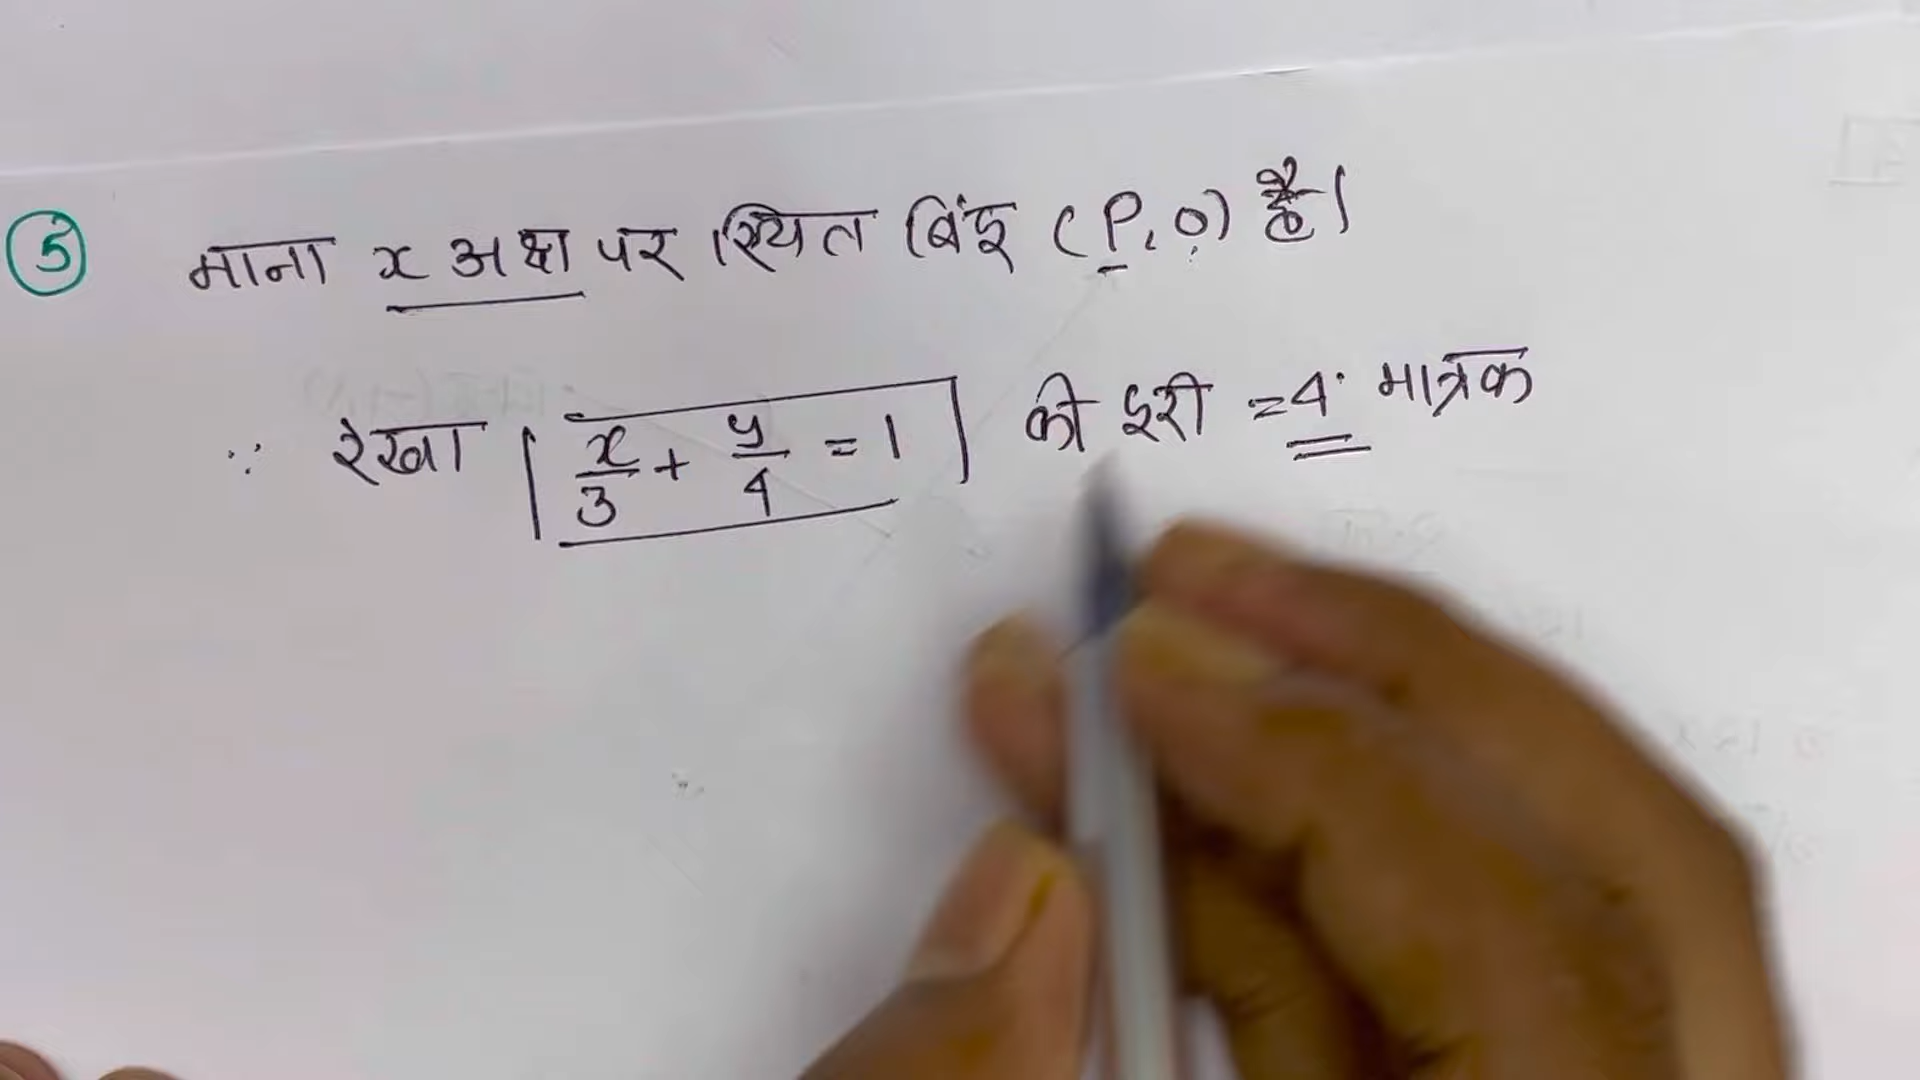 5 माना x अक्ष पर स्थित बिंदु (P, 0) है।
∵ रेखा x/3 + y/4 = 1 की दूरी = 4 मात्रक